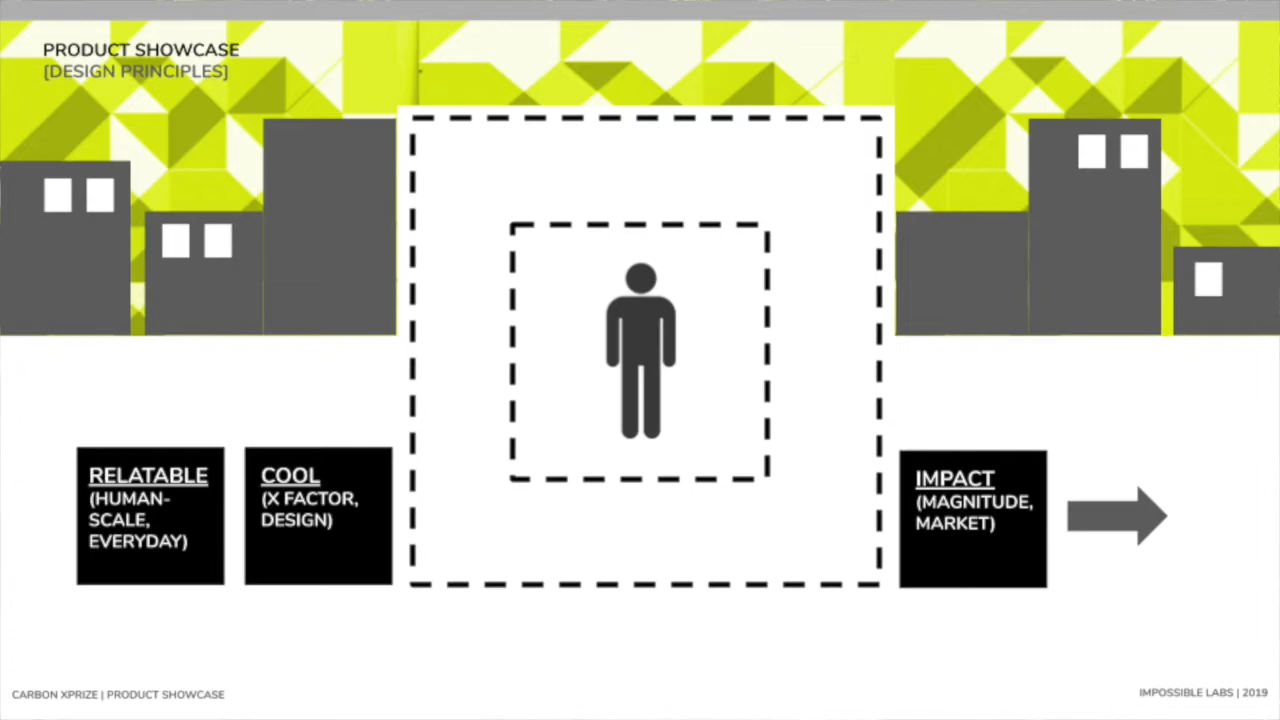 PRODUCT SHOWCASE
[DESIGN PRINCIPLES]
RELATABLE
(HUMAN-
SCALE,
EVERYDAY)
COOL
(X FACTOR,
DESIGN)
IMPACT
(MAGNITUDE,
MARKET)
CARBON XPRIZE | PRODUCT SHOWCASE
IMPOSSIBLE LABS | 2019